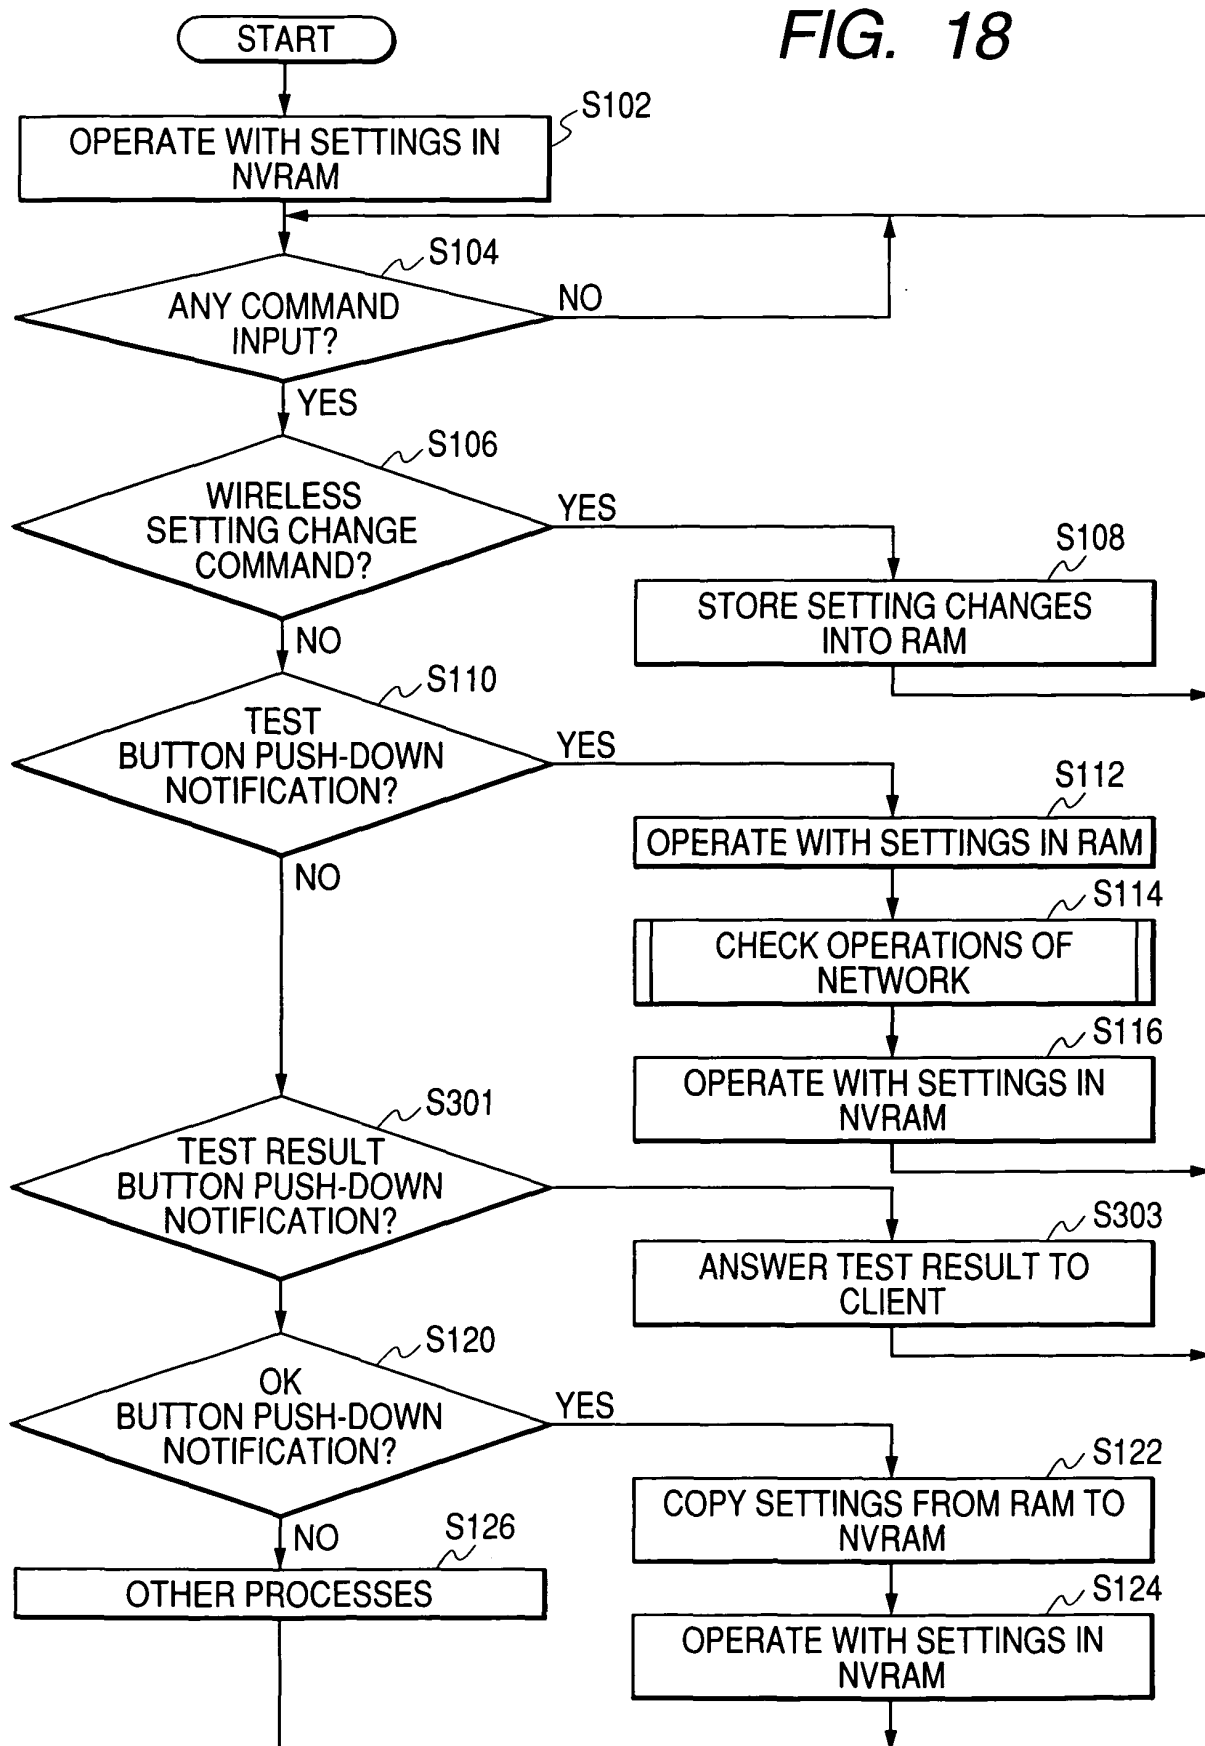 FIG. 18
START
S102
OPERATE WITH SETTINGS IN
NVRAM
S104
ANY COMMAND
INPUT?
NO
YES
S106
WIRELESS
SETTING CHANGE
COMMAND?
YES
NO
S108
STORE SETTING CHANGES
INTO RAM
S110
TEST
BUTTON PUSH-DOWN
NOTIFICATION?
YES
NO
S112
OPERATE WITH SETTINGS IN RAM
S114
CHECK OPERATIONS OF
NETWORK
S116
OPERATE WITH SETTINGS IN
NVRAM
S301
TEST RESULT
BUTTON PUSH-DOWN
NOTIFICATION?
S303
ANSWER TEST RESULT TO
CLIENT
S120
OK
BUTTON PUSH-DOWN
NOTIFICATION?
YES
NO
S122
COPY SETTINGS FROM RAM TO
NVRAM
S126
OTHER PROCESSES
S124
OPERATE WITH SETTINGS IN
NVRAM